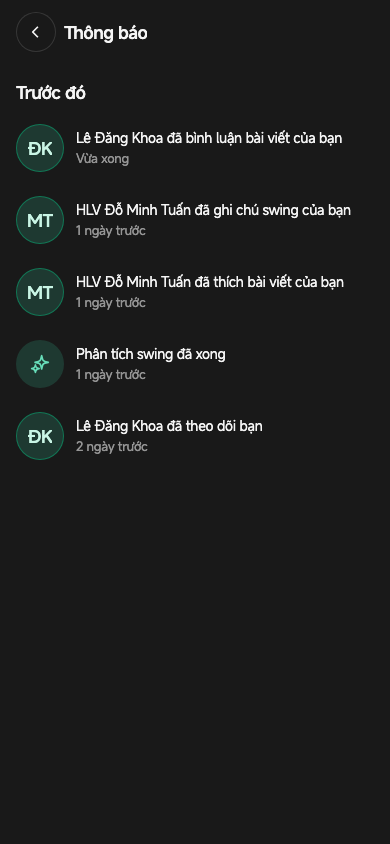 Thông báo
Trước đó
ĐK
Lê Đăng Khoa đã bình luận bài viết của bạn
Vừa xong
MT
HLV Đỗ Minh Tuấn đã ghi chú swing của bạn
1 ngày trước
MT
HLV Đỗ Minh Tuấn đã thích bài viết của bạn
1 ngày trước
Phân tích swing đã xong
1 ngày trước
ĐK
Lê Đăng Khoa đã theo dõi bạn
2 ngày trước